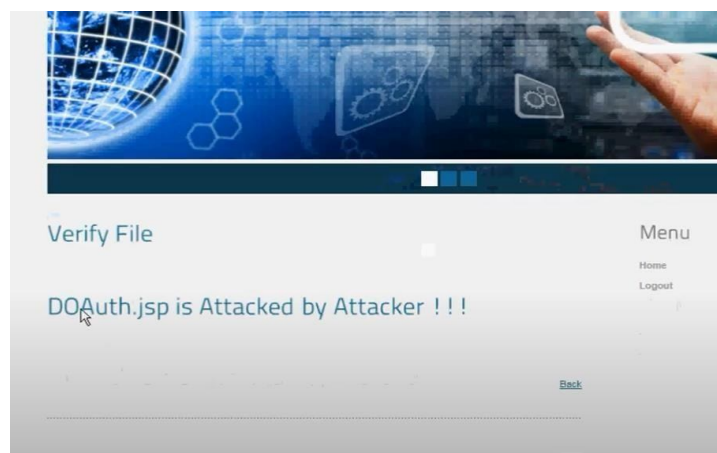 Verify File
Menu
Home
Logout
DOAuth.jsp is Attacked by Attacker ! ! !
Back